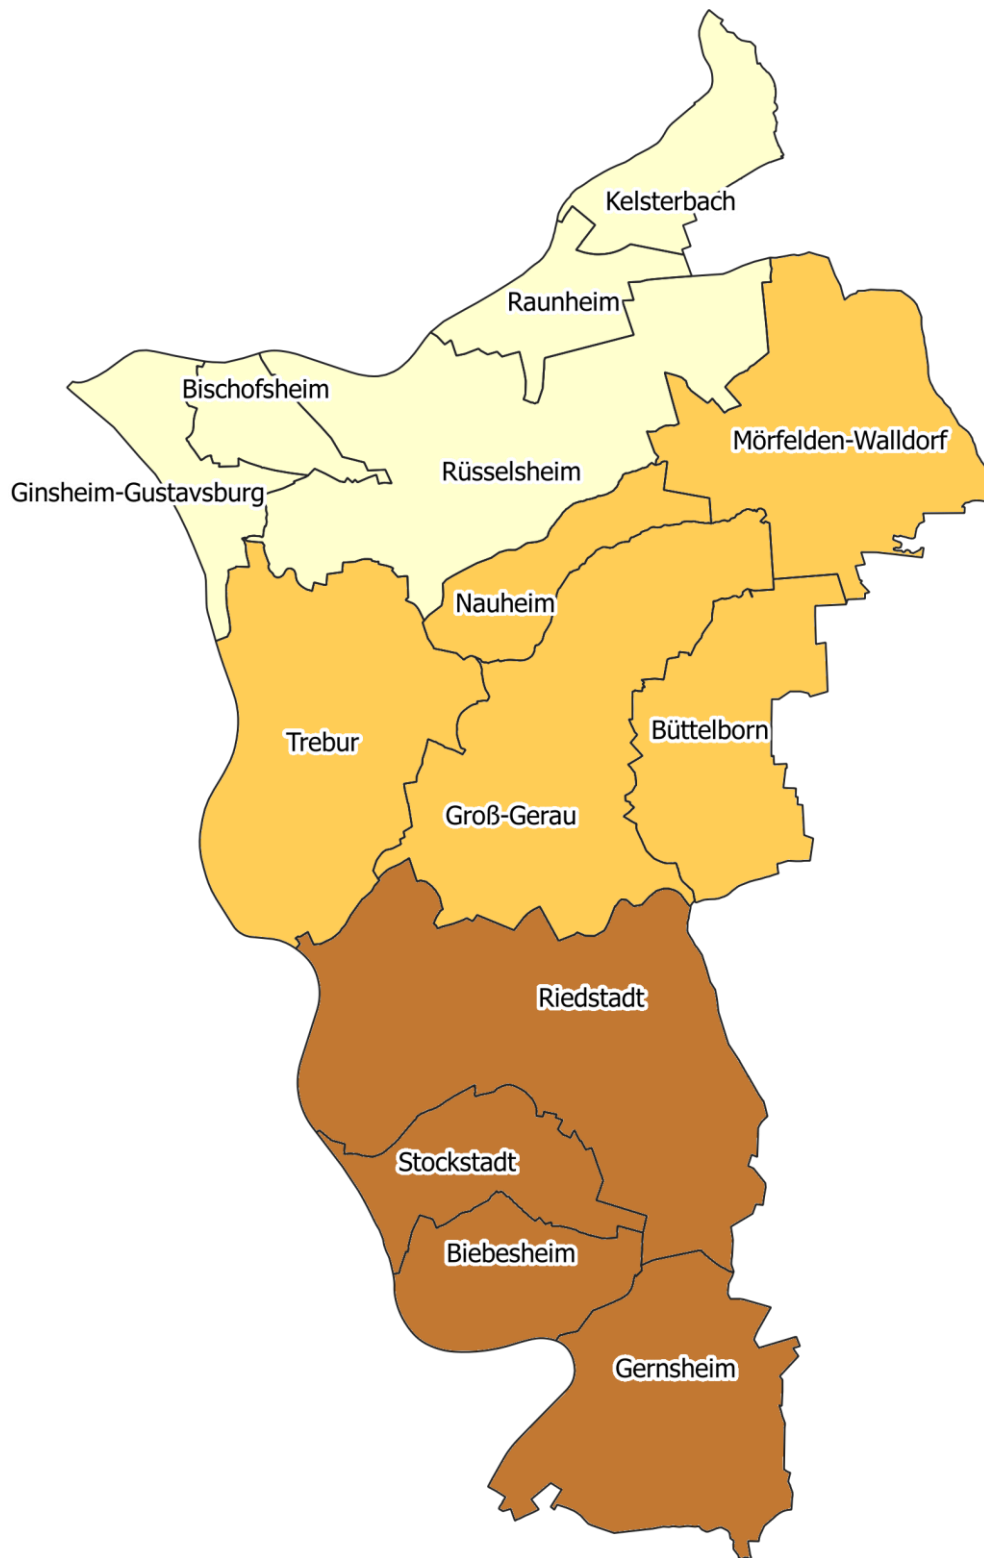 Kelsterbach
Raunheim
Bischofsheim
Mörfelden-Walldorf
Rüsselsheim
Ginsheim-Gustavsburg
Nauheim
Büttelborn
Trebur
Groß-Gerau
Riedstadt
Stockstadt
Biebesheim
Gernsheim